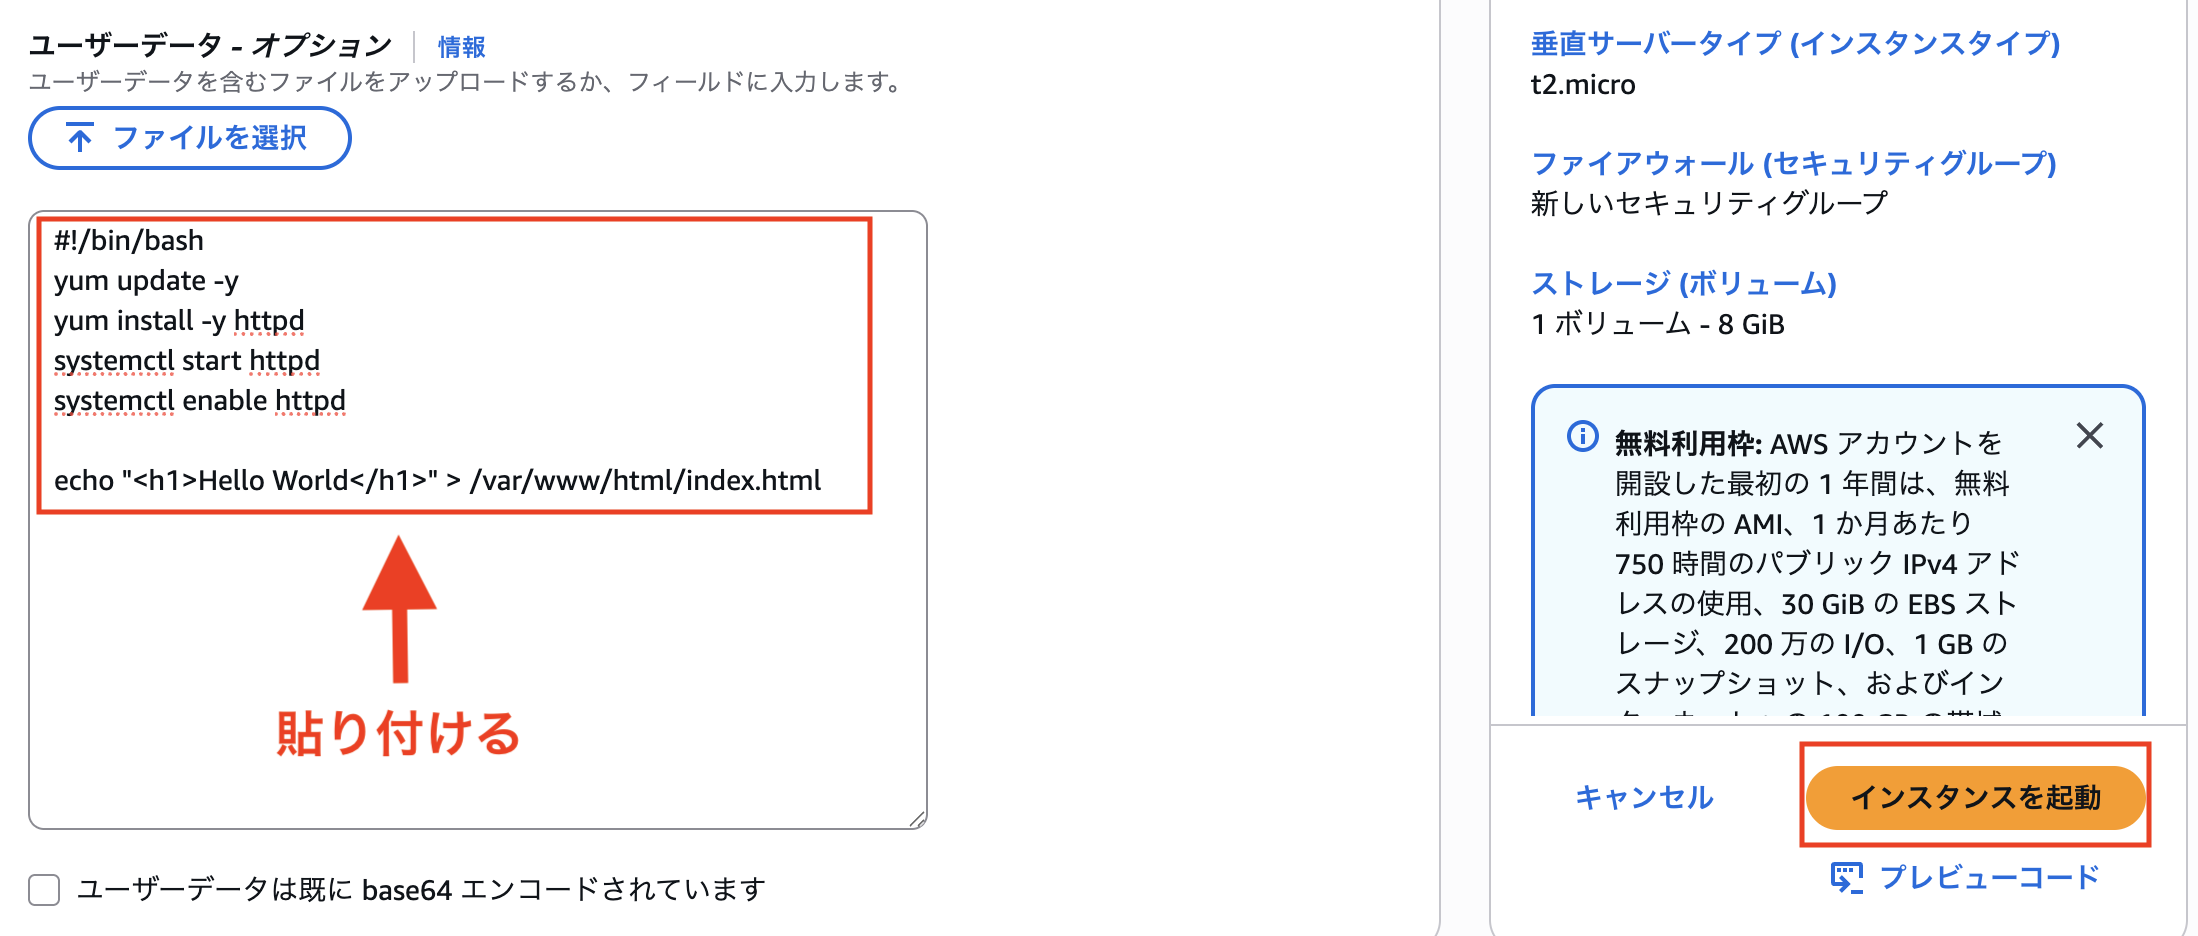 ユーザーデータ - オプション 情報
ユーザーデータを含むファイルをアップロードするか、フィールドに入力します。
ファイルを選択
#!/bin/bash
yum update -y
yum install -y httpd
systemctl start httpd
systemctl enable httpd
echo "<h1>Hello World</h1>" > /var/www/html/index.html
貼り付ける
ユーザーデータは既に base64 エンコードされています
垂直サーバータイプ (インスタンスタイプ)
t2.micro
ファイアウォール (セキュリティグループ)
新しいセキュリティグループ
ストレージ (ボリューム)
1 ボリューム - 8 GiB
無料利用枠: AWS アカウントを
開設した最初の 1 年間は、無料
利用枠の AMI、1 か月あたり
750 時間のパブリック IPv4 アド
レスの使用、30 GiB の EBS スト
レージ、200 万の I/O、1 GB の
スナップショット、およびイン
キャンセル
インスタンスを起動
プレビューコード